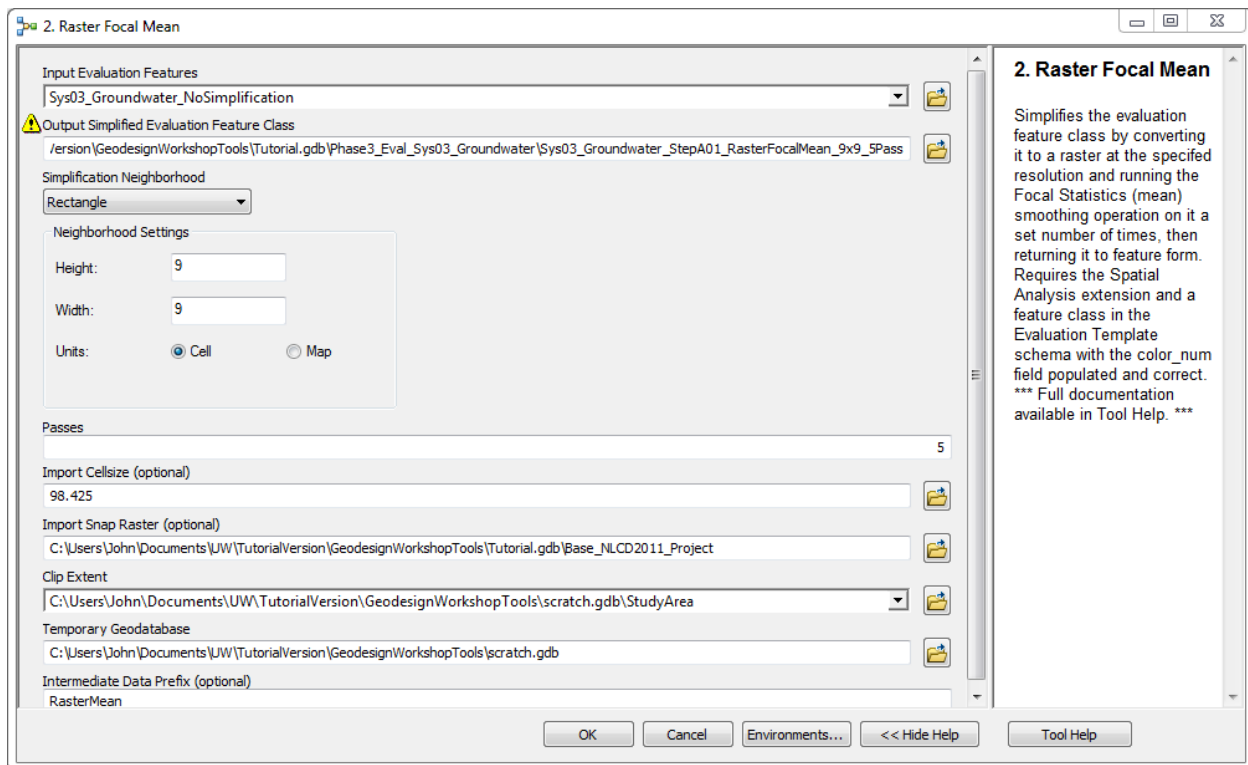 2. Raster Focal Mean
Input Evaluation Features
Sys03_Groundwater_NoSimplification
Output Simplified Evaluation Feature Class
/ersion\GeodesignWorkshopTools\Tutorial.gdb\Phase3_Eval_Sys03_Groundwater\Sys03_Groundwater_StepA01_RasterFocalMean_9x9_5Pass
Simplification Neighborhood
Rectangle
Neighborhood Settings
Height: 9
Width: 9
Units: Cell Map
Passes
5
Import Cellsize (optional)
98.425
Import Snap Raster (optional)
C:\Users\John\Documents\UW\TutorialVersion\GeodesignWorkshopTools\Tutorial.gdb\Base_NLCD2011_Project
Clip Extent
C:\Users\John\Documents\UW\TutorialVersion\GeodesignWorkshopTools\scratch.gdb\StudyArea
Temporary Geodatabase
C:\Users\John\Documents\UW\TutorialVersion\GeodesignWorkshopTools\scratch.gdb
Intermediate Data Prefix (optional)
RasterMean
2. Raster Focal Mean
Simplifies the evaluation
feature class by converting
it to a raster at the specifed
resolution and running the
Focal Statistics (mean)
smoothing operation on it a
set number of times, then
returning it to feature form.
Requires the Spatial
Analysis extension and a
feature class in the
Evaluation Template
schema with the color_num
field populated and correct.
*** Full documentation
available in Tool Help. ***
OK Cancel Environments... << Hide Help Tool Help